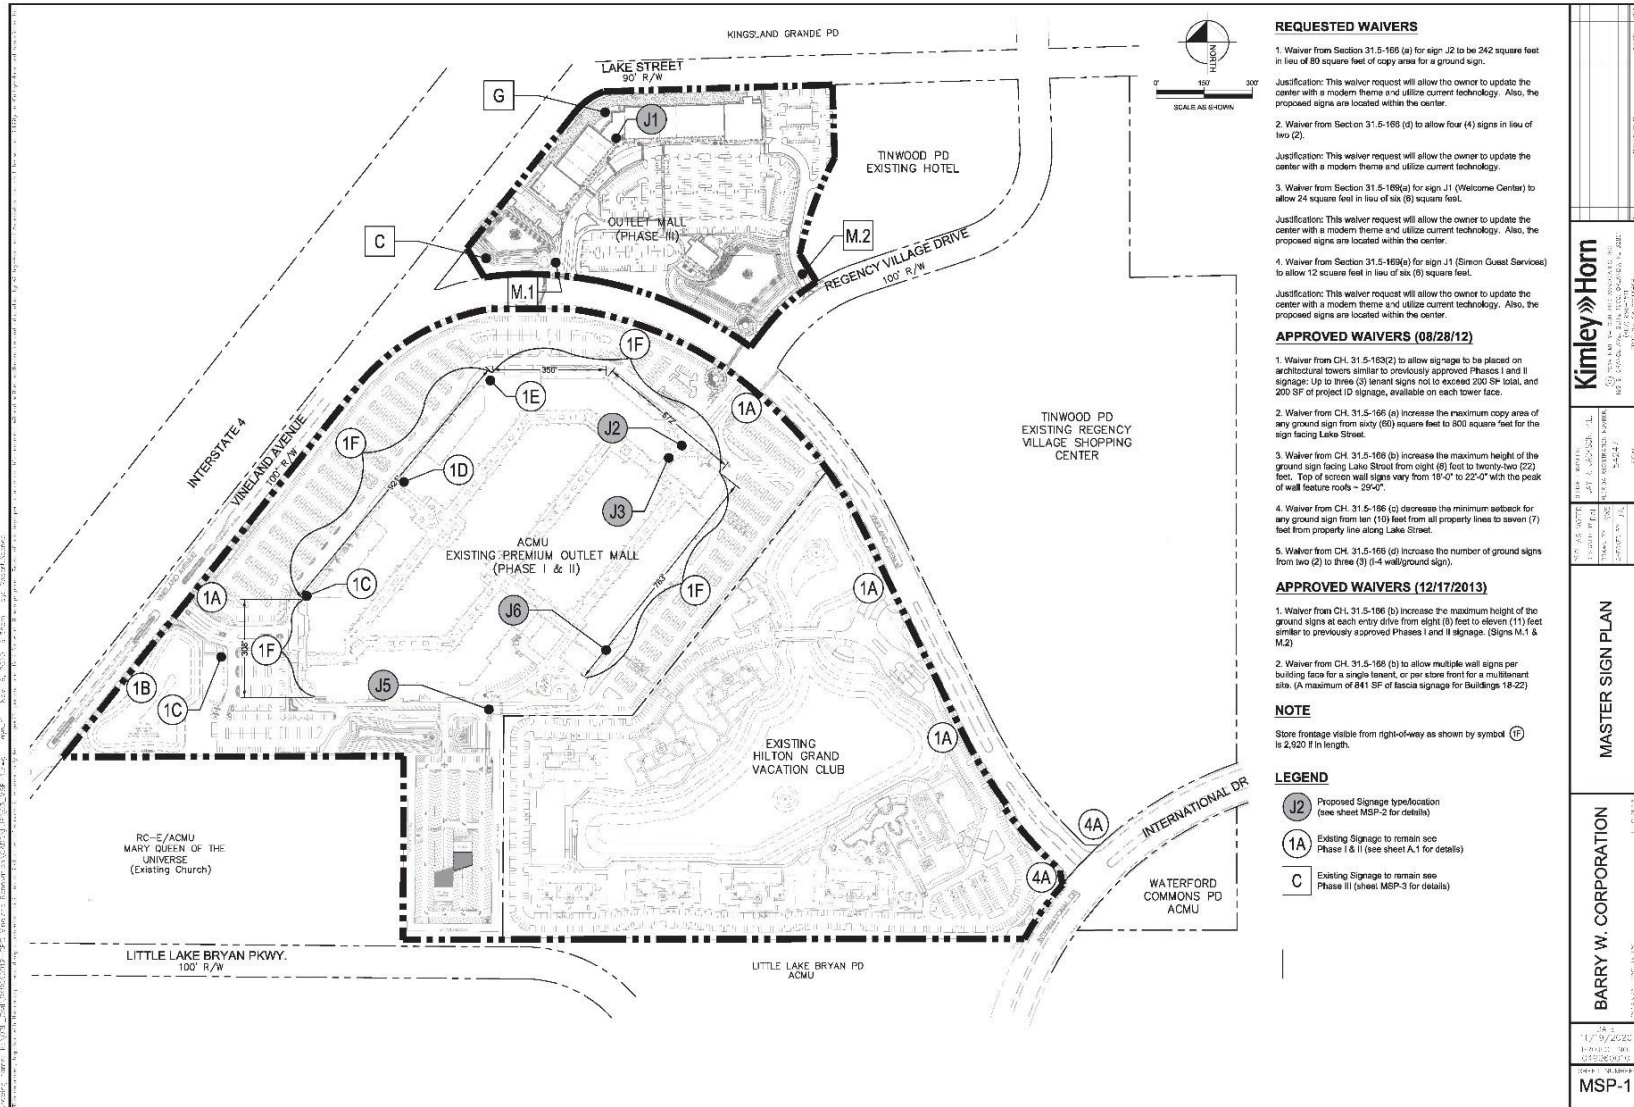 KINGSLAND GRANDE PD
LAKE STREET
90' R/W
NORTH
0' 150' 300'
SCALE AS SHOWN
G
J1
TINWOOD PD
EXISTING HOTEL
OUTLET MALL
(PHASE III)
C
M.1
M.2
REGENCY VILLAGE DRIVE
100' R/W
INTERSTATE 4
VINELAND AVENUE
100' R/W
VINELAND AVENUE
1F
350'
1E
1A
672'
J2
1F
1D
J3
TINWOOD PD
EXISTING REGENCY
VILLAGE SHOPPING
CENTER
ACMU
EXISTING PREMIUM OUTLET MALL
(PHASE I & II)
1A
1C
J6
763'
1F
1A
308'
1F
1B
1C
J5
1A
EXISTING
HILTON GRAND
VACATION CLUB
INTERNATIONAL DR
4A
4A
RC-E/ACMU
MARY QUEEN OF THE
UNIVERSE
(Existing Church)
WATERFORD
COMMONS PD
ACMU
INTERNATIONAL DR
LITTLE LAKE BRYAN PKWY.
100' R/W
LITTLE LAKE BRYAN PD
ACMU
REQUESTED WAIVERS
1. Waiver from Section 31.5-166 (a) for sign J2 to be 242 square feet
in lieu of 80 square feet of copy area for a ground sign.
Justification: This waiver request will allow the owner to update the
center with a modern theme and utilize current technology. Also, the
proposed signs are located within the center.
2. Waiver from Section 31.5-166 (d) to allow four (4) signs in lieu of
two (2).
Justification: This waiver request will allow the owner to update the
center with a modern theme and utilize current technology.
3. Waiver from Section 31.5-169(a) for sign J1 (Welcome Center) to
allow 24 square feet in lieu of six (6) square feet.
Justification: This waiver request will allow the owner to update the
center with a modern theme and utilize current technology. Also, the
proposed signs are located within the center.
4. Waiver from Section 31.5-169(a) for sign J1 (Simon Guest Services)
to allow 12 square feet in lieu of six (6) square feet.
Justification: This waiver request will allow the owner to update the
center with a modern theme and utilize current technology. Also, the
proposed signs are located within the center.
APPROVED WAIVERS (08/28/12)
1. Waiver from CH. 31.5-163(2) to allow signage to be placed on
architectural towers similar to previously approved Phases I and II
signage: Up to three (3) tenant signs not to exceed 200 SF total, and
200 SF of project ID signage, available on each tower face.
2. Waiver from CH. 31.5-166 (a) increase the maximum copy area of
any ground sign from sixty (60) square feet to 800 square feet for the
sign facing Lake Street.
3. Waiver from CH. 31.5-166 (b) increase the maximum height of the
ground sign facing Lake Street from eight (8) feet to twenty-two (22)
feet. Top of screen wall signs vary from 16'-0" to 22'-0" with the peak
of wall feature roofs ~ 29'-0".
4. Waiver from CH. 31.5-166 (c) decrease the minimum setback for
any ground sign from ten (10) feet from all property lines to seven (7)
feet from property line along Lake Street.
5. Waiver from CH. 31.5-166 (d) increase the number of ground signs
from two (2) to three (3) (I-4 wall/ground sign).
APPROVED WAIVERS (12/17/2013)
1. Waiver from CH. 31.5-166 (b) increase the maximum height of the
ground signs at each entry drive from eight (8) feet to eleven (11) feet
similar to previously approved Phases I and II signage. (Signs M.1 &
M.2)
2. Waiver from CH. 31.5-166 (b) to allow multiple wall signs per
building face for a single tenant, or per store front for a multitenant
site. (A maximum of 841 SF of fascia signage for Buildings 18-22)
NOTE
Store frontage visible from right-of-way as shown by symbol 1F
is 2,920 lf in length.
LEGEND
J2
Proposed Signage type/location
(see sheet MSP-2 for details)
1A
Existing Signage to remain see
Phase I & II (see sheet A.1 for details)
C
Existing Signage to remain see
Phase III (sheet MSP-3 for details)
Kimley»Horn
MASTER SIGN PLAN
BARRY W. CORPORATION
DATE
11/19/2020
PROJECT NO.
SHEET NUMBER
MSP-1